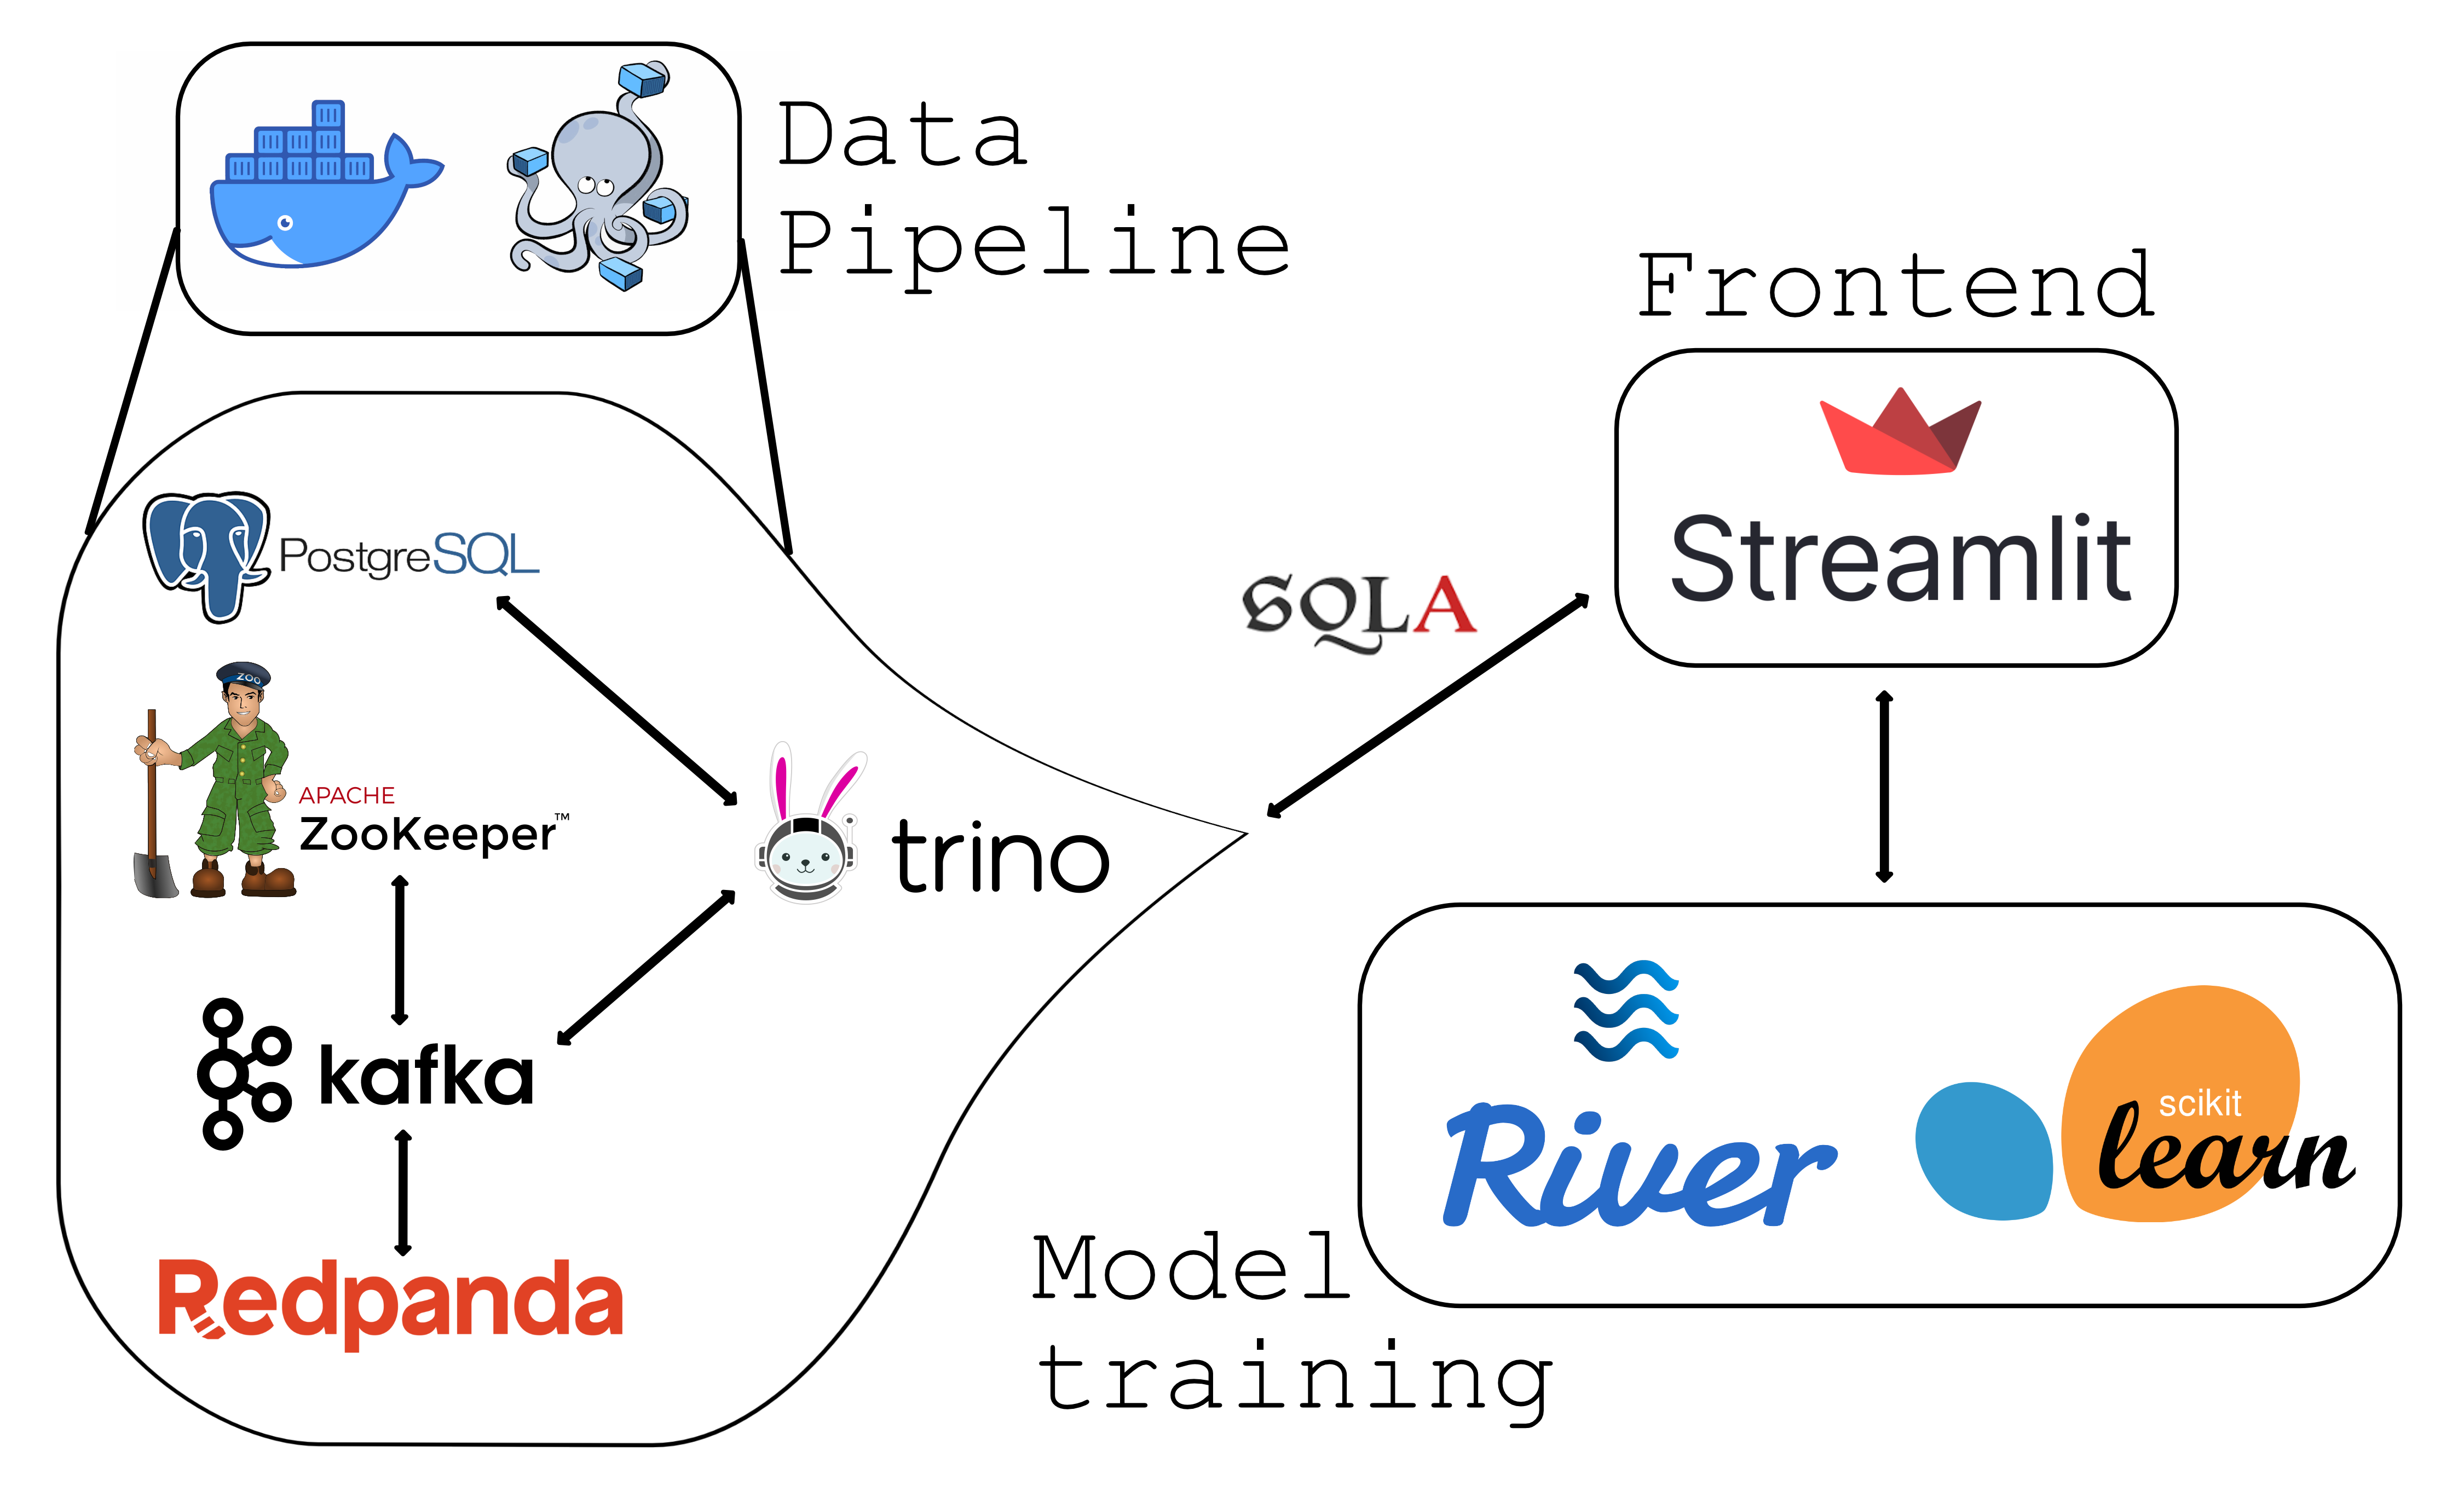 Data
Pipeline
Frontend
Streamlit
PostgreSQL
SQLA
ZOO
APACHE
ZooKeeper™
trino
kafka
Redpanda
River
scikit
learn
Model
training